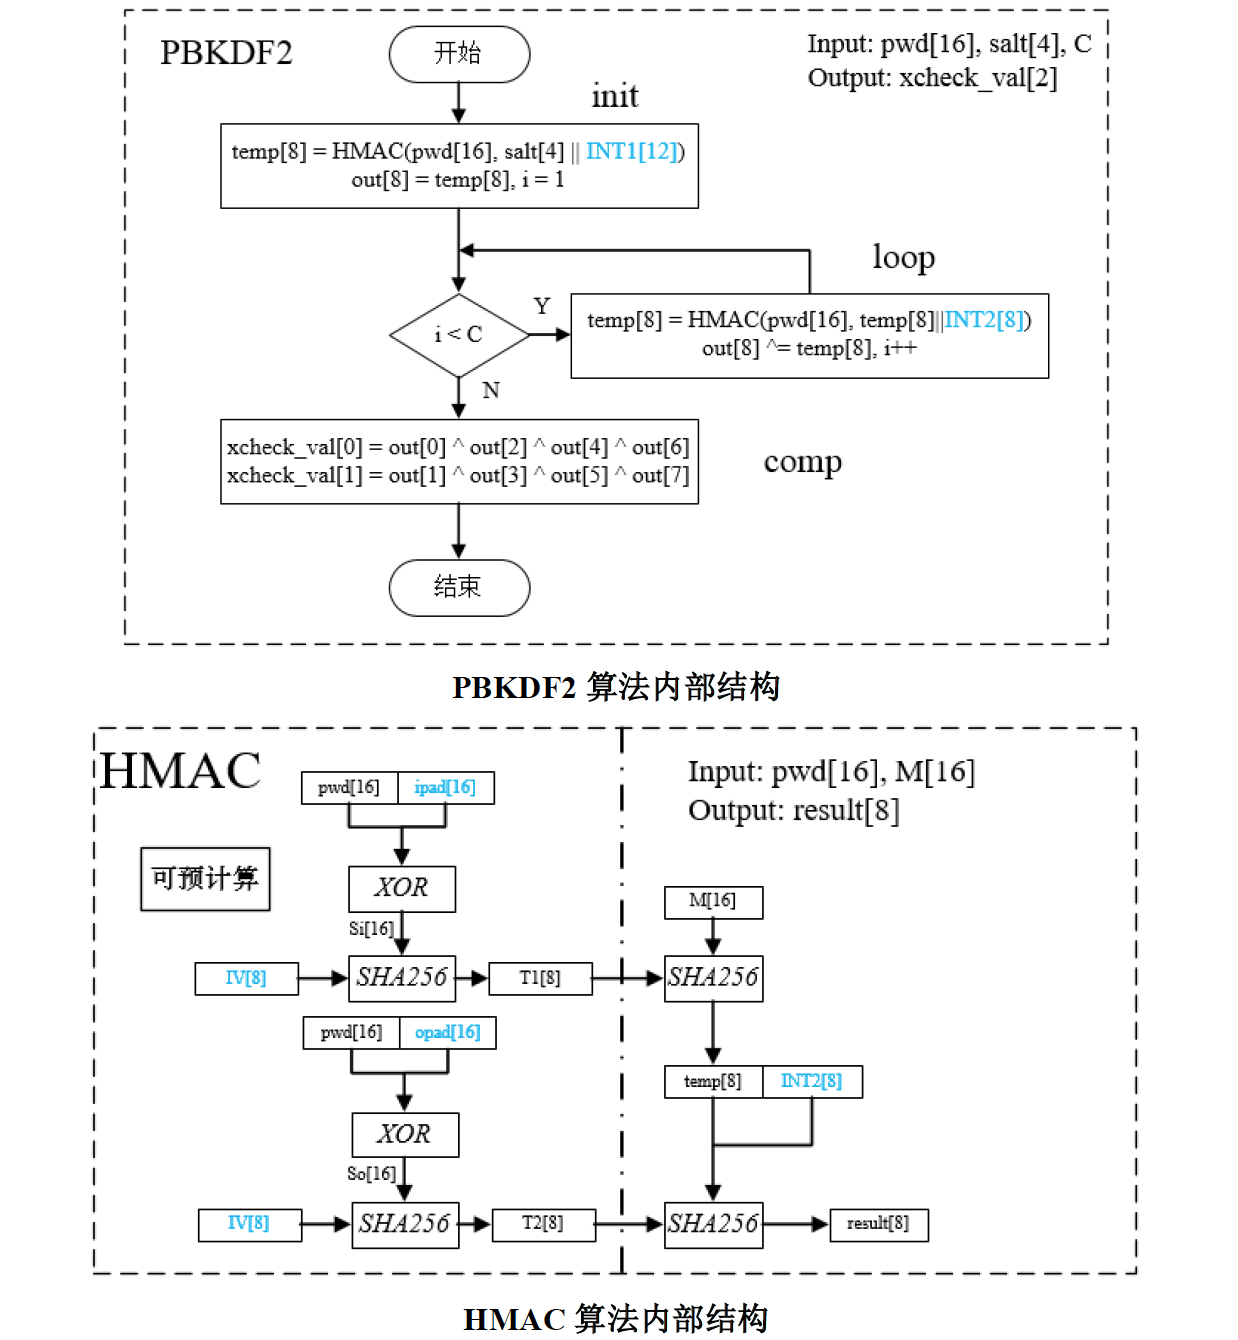 PBKDF2
开始
Input: pwd[16], salt[4], C
Output: xcheck_val[2]
init
temp[8] = HMAC(pwd[16], salt[4] || INT1[12])
out[8] = temp[8], i = 1
loop
i < C
Y
temp[8] = HMAC(pwd[16], temp[8]||INT2[8])
out[8] ^= temp[8], i++
N
xcheck_val[0] = out[0] ^ out[2] ^ out[4] ^ out[6]
xcheck_val[1] = out[1] ^ out[3] ^ out[5] ^ out[7]
comp
结束
PBKDF2 算法内部结构
HMAC
Input: pwd[16], M[16]
Output: result[8]
pwd[16] ipad[16]
可预计算
XOR
Si[16]
M[16]
IV[8] SHA256 T1[8] SHA256
pwd[16] opad[16]
temp[8] INT2[8]
XOR
So[16]
IV[8] SHA256 T2[8] SHA256 result[8]
HMAC 算法内部结构